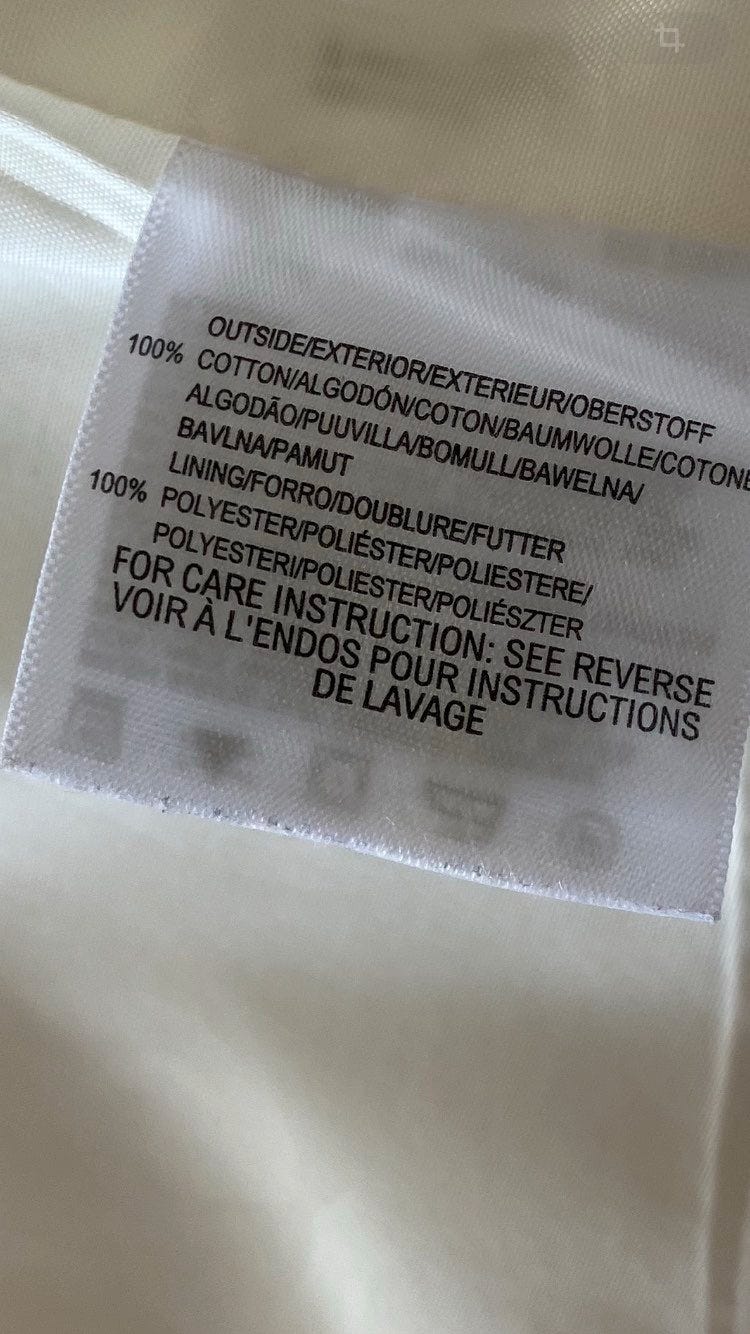 OUTSIDE/EXTERIOR/EXTERIEUR/OBERSTOFF
100% COTTON/ALGODÓN/COTON/BAUMWOLLE/COTONE
ALGODÃO/PUUVILLA/BOMULL/BAWELNA/
BAVLNA/PAMUT
LINING/FORRO/DOUBLURE/FUTTER
100% POLYESTER/POLIÉSTER/POLIESTERE/
POLYESTERI/POLIESTER/POLIÉSZTER
FOR CARE INSTRUCTION: SEE REVERSE
VOIR À L'ENDOS POUR INSTRUCTIONS
DE LAVAGE